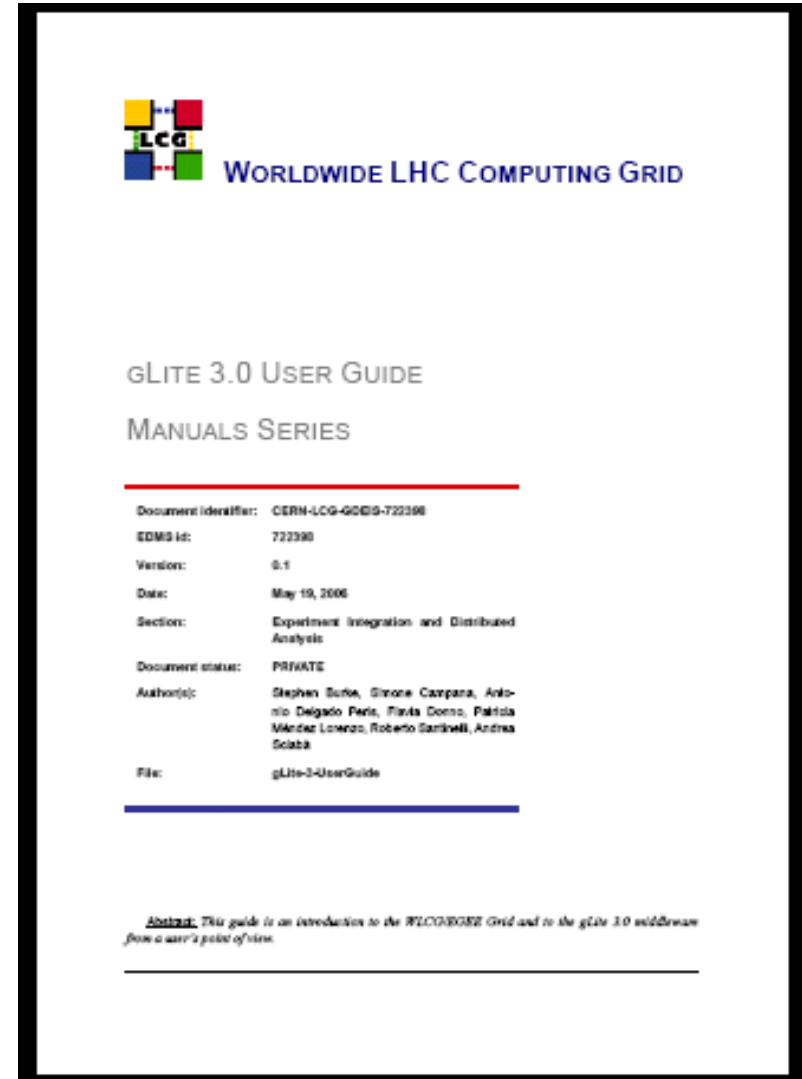 LCG
WORLDWIDE LHC COMPUTING GRID
GLITE 3.0 USER GUIDE
MANUALS SERIES
Document identifier: CERN-LCG-GDEIS-722398
EDMS id: 722398
Version: 0.1
Date: May 19, 2006
Section: Experiment Integration and Distributed
Analysis
Document status: PRIVATE
Author(s): Stephen Burke, Simone Campana, Anto-
nio Delgado Peris, Flavia Donno, Patricia
Méndez Lorenzo, Roberto Santinelli, Andrea
Sciabà
File: gLite-3-UserGuide
Abstract: This guide is an introduction to the WLCG/EGEE Grid and to the gLite 3.0 middleware
from a user's point of view.